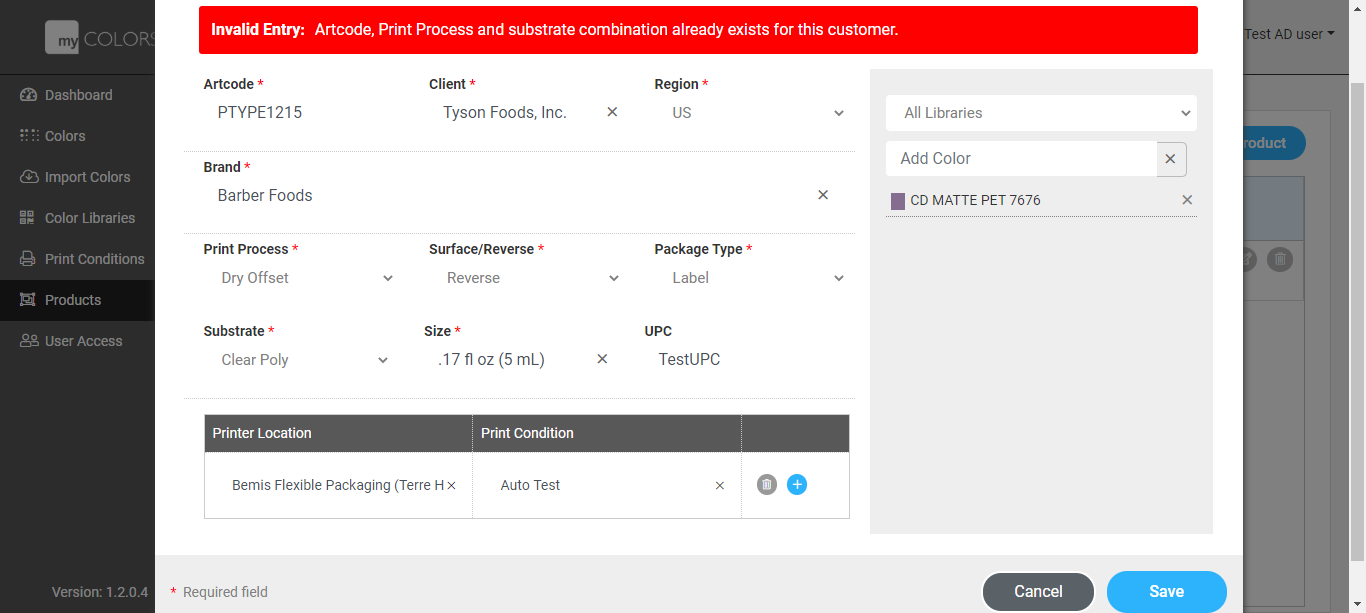 my COLORS
Dashboard
Colors
Import Colors
Color Libraries
Print Conditions
Products
User Access
Version: 1.2.0.4
Invalid Entry: Artcode, Print Process and substrate combination already exists for this customer.
Artcode * Client * Region *
PTYPE1215 Tyson Foods, Inc. × US
Brand *
Barber Foods ×
Print Process * Surface/Reverse * Package Type *
Dry Offset Reverse Label
Substrate * Size * UPC
Clear Poly .17 fl oz (5 mL) × TestUPC
Printer Location Print Condition
Bemis Flexible Packaging (Terre H × Auto Test ×
All Libraries
Add Color ×
CD MATTE PET 7676 ×
* Required field
Cancel Save
Test AD user
roduct